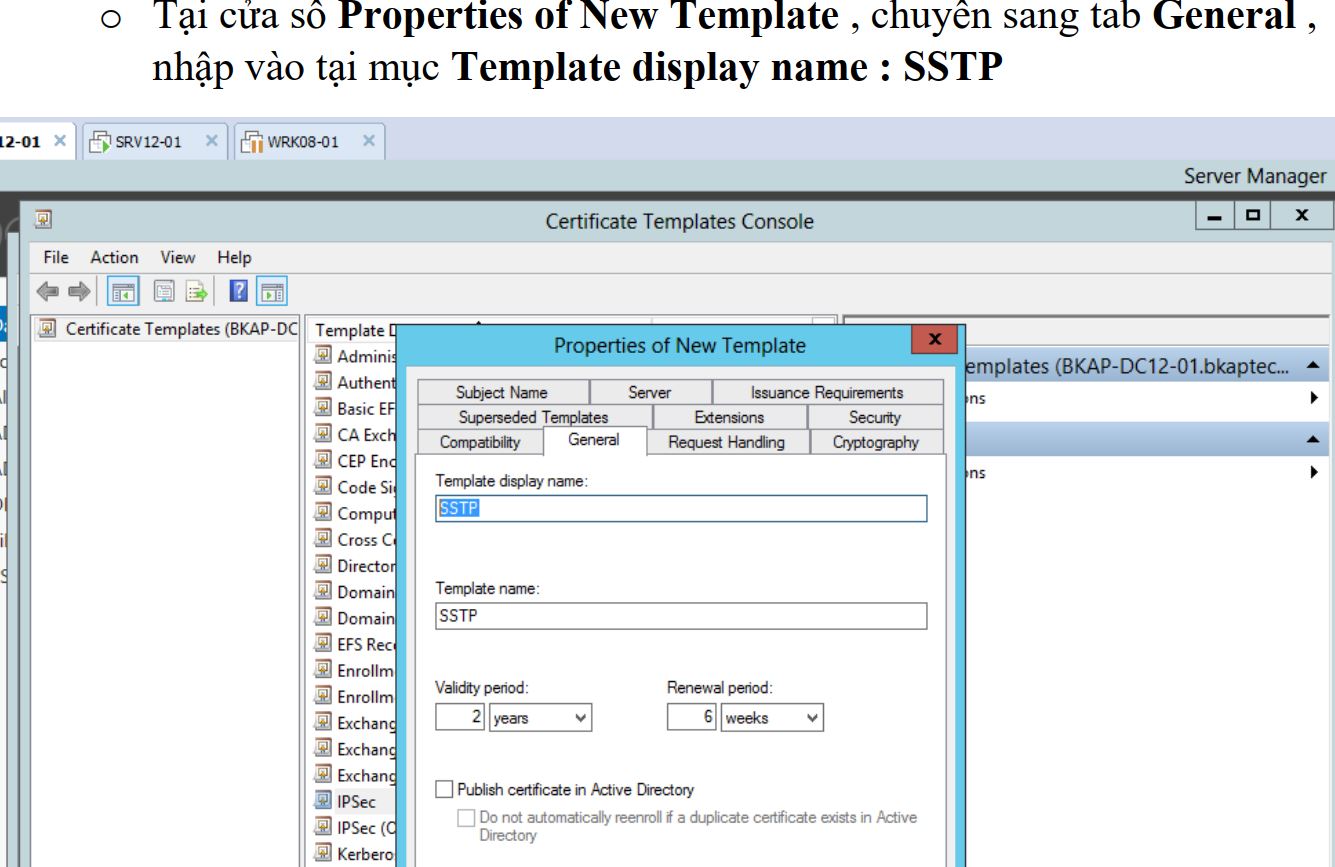 o Tại cửa sổ Properties of New Template , chuyển sang tab General ,
nhập vào tại mục Template display name : SSTP
12-01 SRV12-01 WRK08-01
Server Manager
Certificate Templates Console
File Action View Help
Certificate Templates (BKAP-DC
Template D
Adminis
Authent
Basic EF
CA Exch
CEP Enc
Code Sig
Comput
Cross Ce
Director
Domain
Domain
EFS Reco
Enrollm
Enrollm
Exchang
Exchang
Exchang
IPSec
IPSec (O
Kerbero
Properties of New Template
Subject Name Server Issuance Requirements
Superseded Templates Extensions Security
Compatibility General Request Handling Cryptography
Template display name:
SSTP
Template name:
SSTP
Validity period: Renewal period:
2 years 6 weeks
Publish certificate in Active Directory
Do not automatically reenroll if a duplicate certificate exists in Active
Directory
emplates (BKAP-DC12-01.bkaptec...
ons
ons